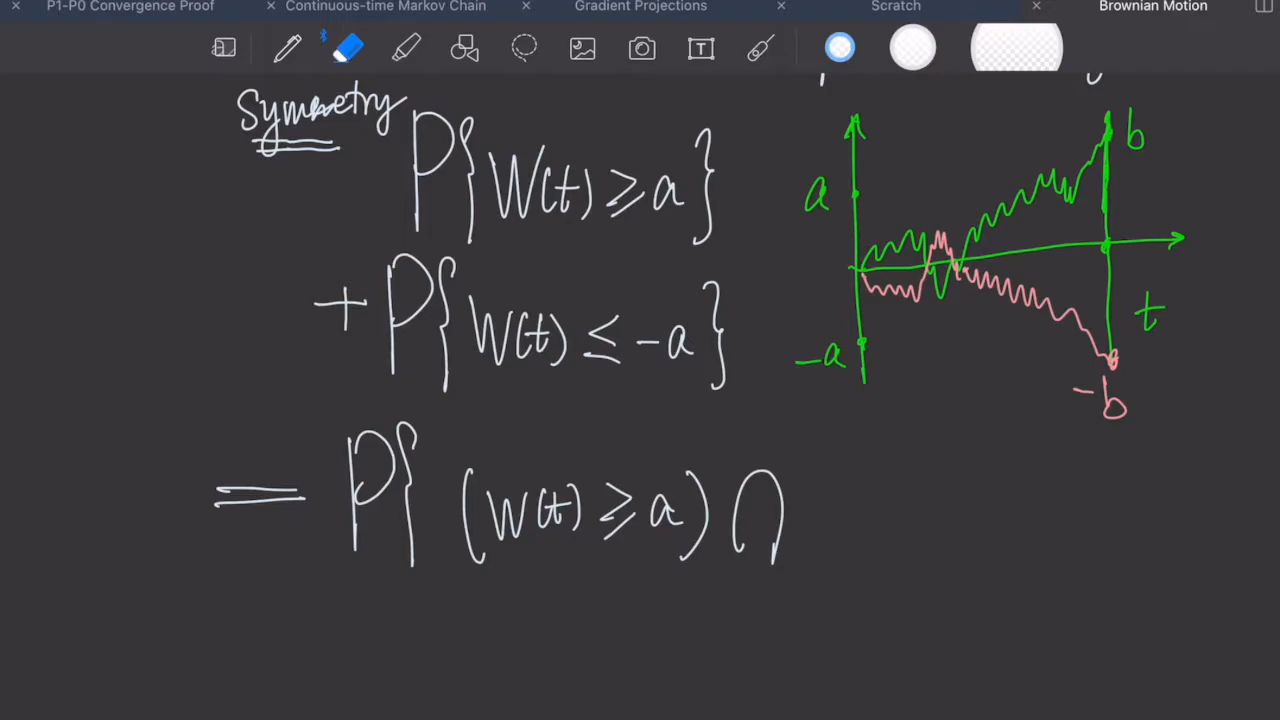 × P1-P0 Convergence Proof × Continuous-time Markov Chain Gradient Projections × Scratch × Brownian Motion
T
Symmetry
P{W(t) ≥ a}
+ P{W(t) ≤ -a}
= P{ (W(t) ≥ a) ∩
b
a
t
-a
-b